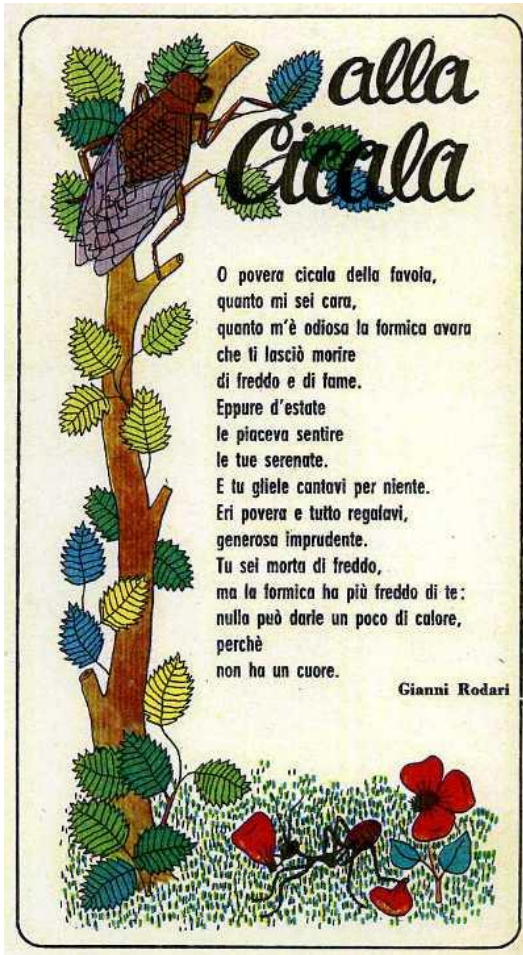 alla
Cicala
O povera cicala della favola,
quanto mi sei cara,
quanto m'è odiosa la formica avara
che ti lasciò morire
di freddo e di fame.
Eppure d'estate
le piaceva sentire
le tue serenate.
E tu gliele cantavi per niente.
Eri povera e tutto regalavi,
generosa imprudente.
Tu sei morta di freddo,
ma la formica ha più freddo di te:
nulla può darle un poco di calore,
perchè
non ha un cuore.
Gianni Rodari